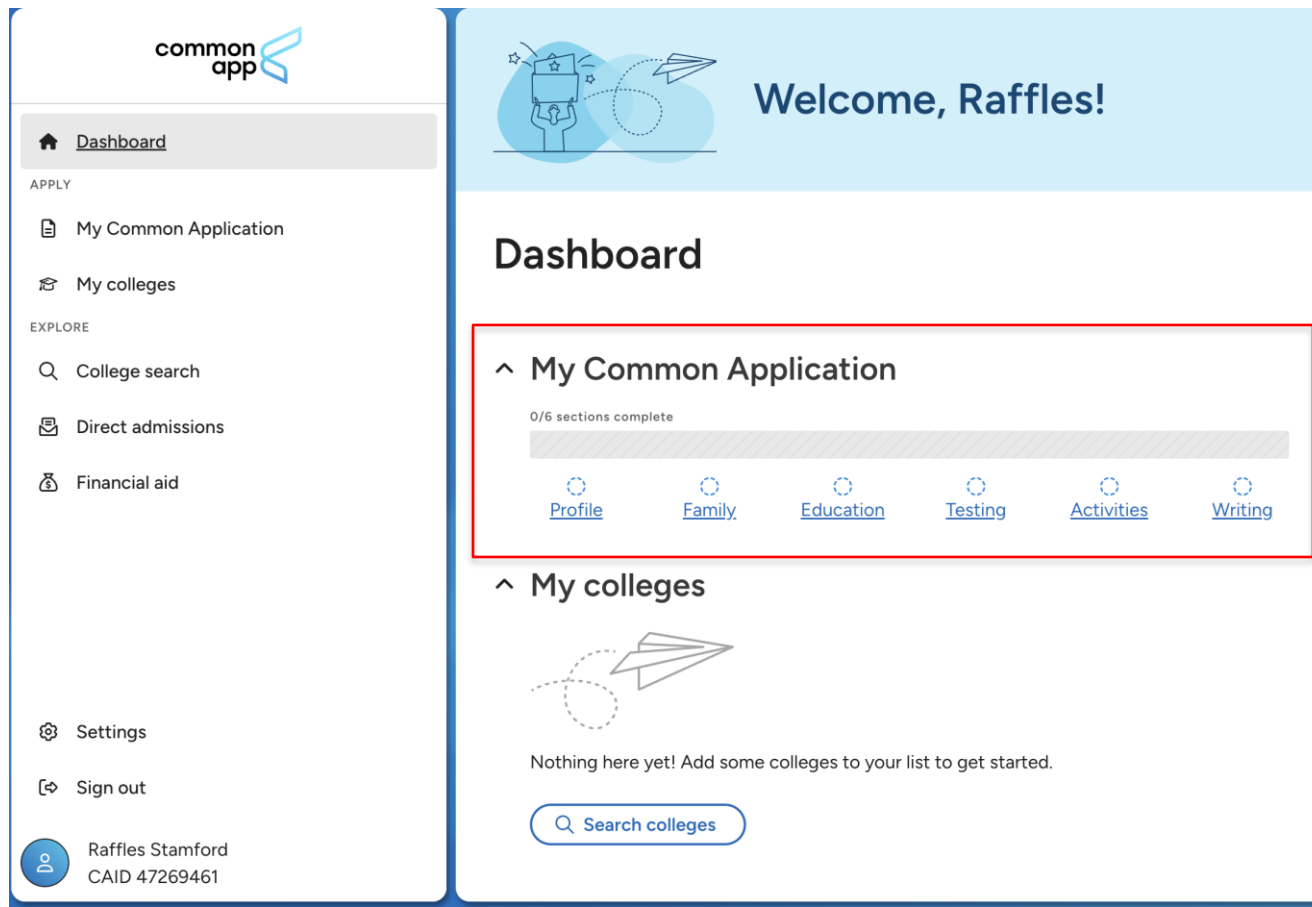 common
app
Dashboard
APPLY
My Common Application
My colleges
EXPLORE
College search
Direct admissions
Financial aid
Settings
Sign out
Raffles Stamford
CAID 47269461
Welcome, Raffles!
Dashboard
My Common Application
0/6 sections complete
Profile Family Education Testing Activities Writing
My colleges
Nothing here yet! Add some colleges to your list to get started.
Search colleges